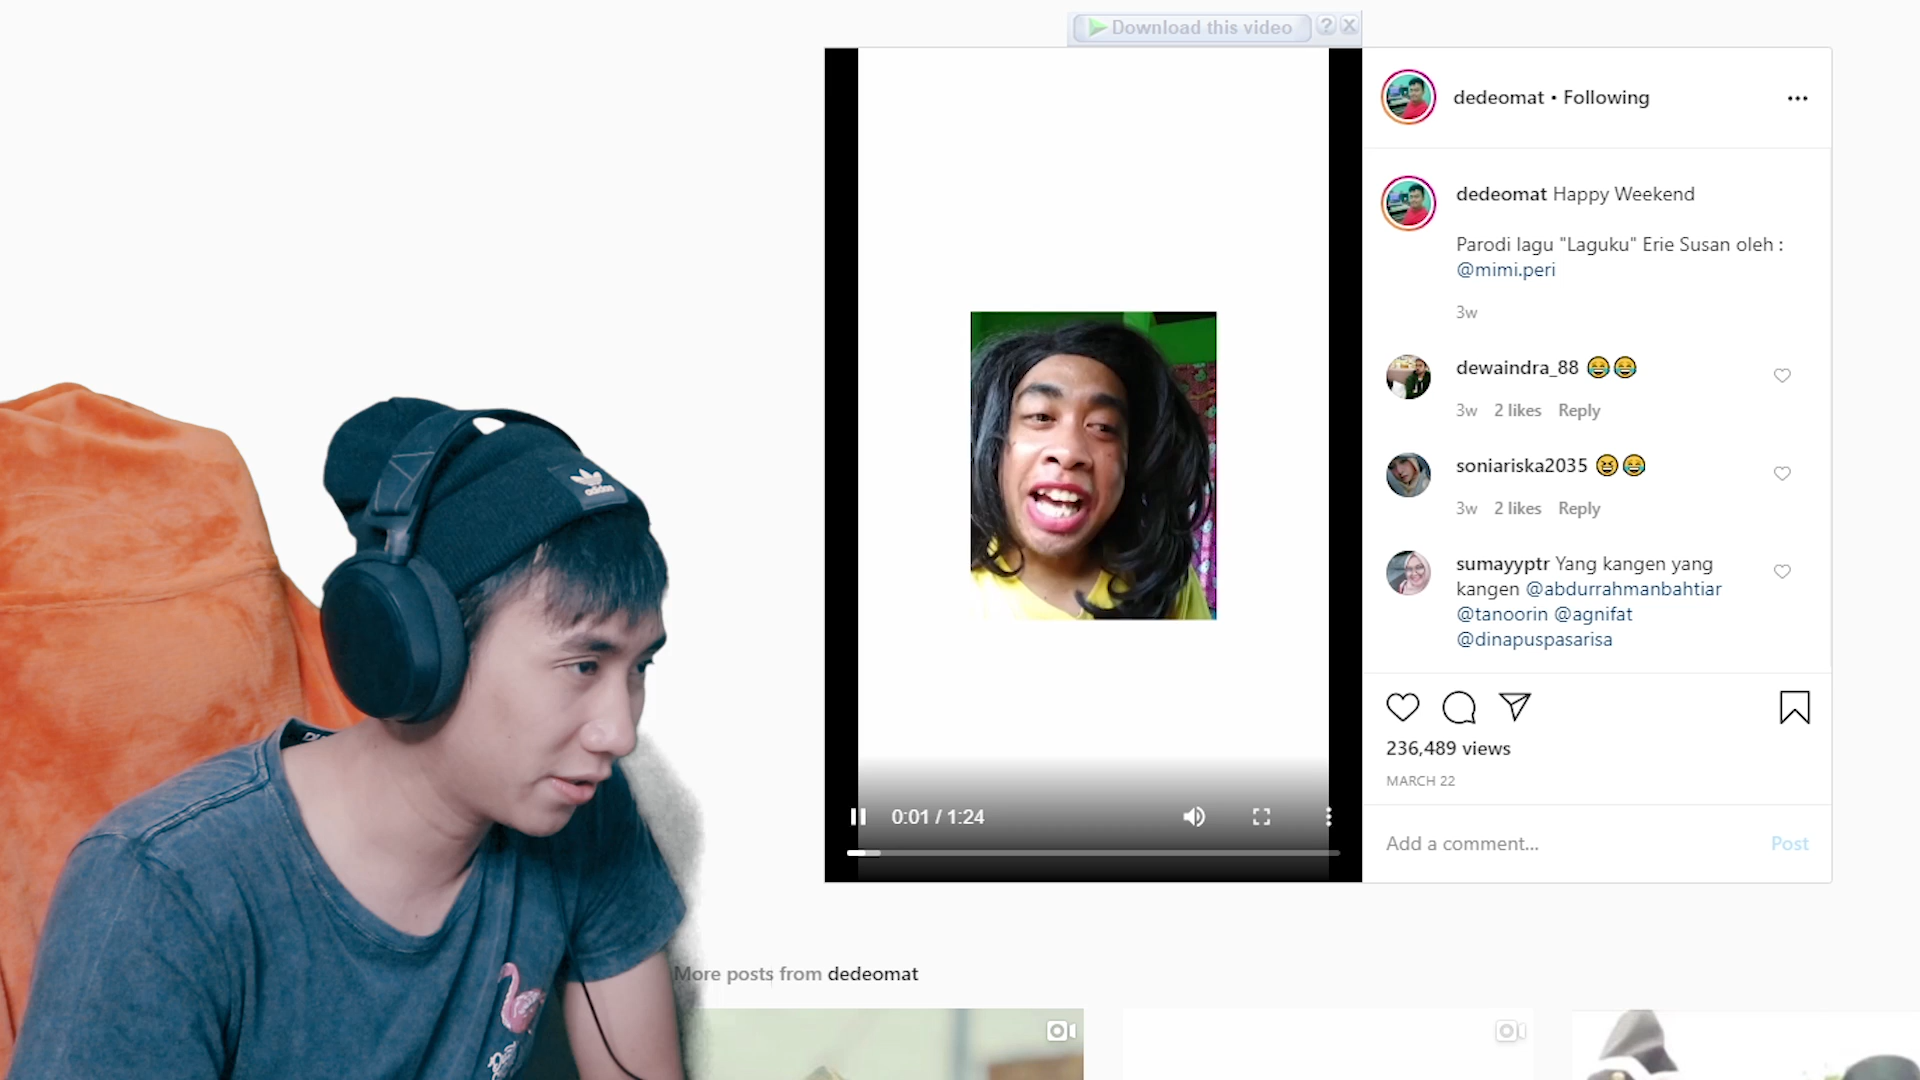 Download this video
?
dedeomat • Following
dedeomat Happy Weekend
Parodi lagu "Laguku" Erie Susan oleh :
@mimi.peri
3w
dewaindra_88 😂😂
3w 2 likes Reply
soniariska2035 😆😂
3w 2 likes Reply
sumayyptr Yang kangen yang
kangen @abdurrahmanbahtiar
@tanoorin @agnifat
@dinapuspasarisa
236,489 views
MARCH 22
0:01 / 1:24
Add a comment... Post
adidas
More posts from dedeomat